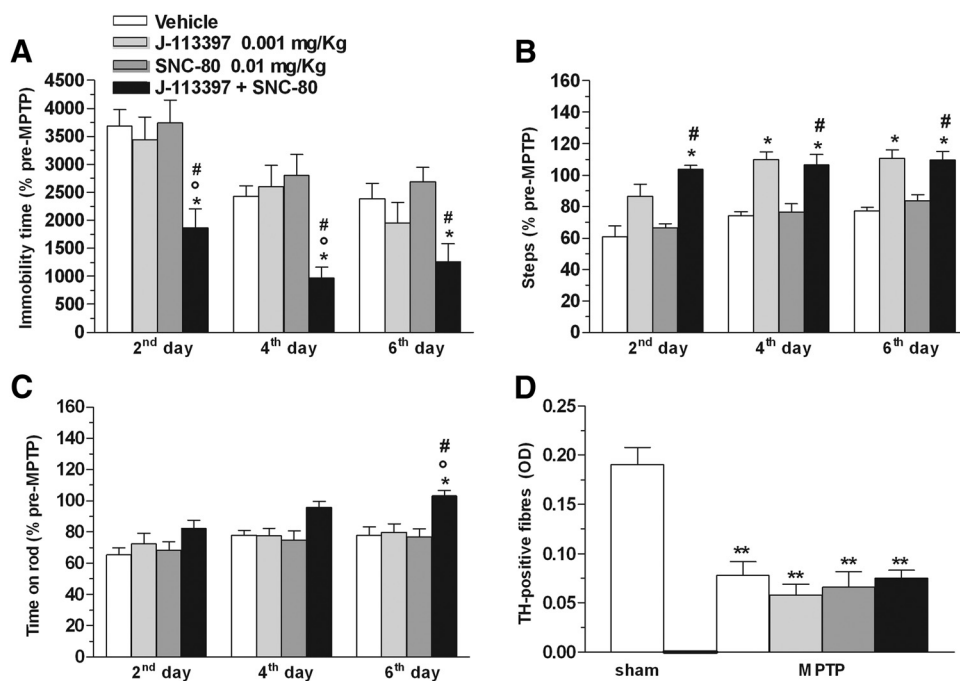 Vehicle
J-113397 0.001 mg/Kg
SNC-80 0.01 mg/Kg
J-113397 + SNC-80
A
Immobility time (% pre-MPTP)
4500
4000
3500
3000
2500
2000
1500
1000
500
0
#
°
*
#
°
*
#
*
2nd day
4th day
6th day
B
Steps (% pre-MPTP)
160
140
120
100
80
60
40
20
0
#
*
*
#
*
*
#
*
2nd day
4th day
6th day
C
Time on rod (% pre-MPTP)
160
140
120
100
80
60
40
20
0
#
°
*
2nd day
4th day
6th day
D
TH-positive fibres (OD)
0.25
0.20
0.15
0.10
0.05
0.00
**
**
**
**
sham
MPTP